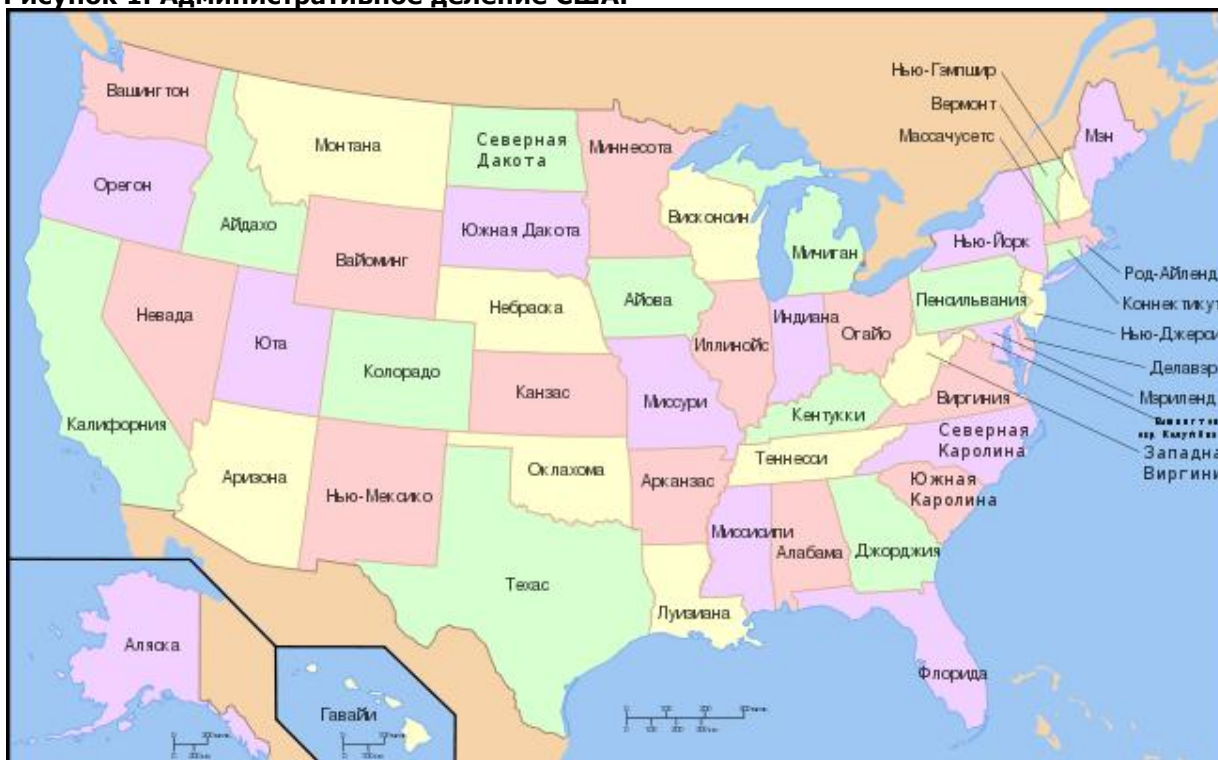 Рисунок 1. Административное деление США.
Нью-Гэмпшир
Вермонт
Массачусетс
Мэн
Вашингтон
Монтана
Северная
Дакота
Миннесота
Орегон
Айдахо
Южная Дакота
Висконсин
Мичиган
Нью-Йорк
Вайоминг
Род-Айленд
Коннектикут
Нью-Джерси
Делавэр
Мэриленд
Невада
Юта
Небраска
Айова
Индиана
Огайо
Пенсильвания
Иллинойс
Колорадо
Канзас
Миссури
Кентукки
Виргиния
Западна
Виргини
Калифорния
Северная
Каролина
Теннесси
Аризона
Нью-Мексико
Оклахома
Арканзас
Южная
Каролина
Миссисипи
Алабама
Джорджия
Техас
Луизиана
Флорида
Аляска
Гавайи